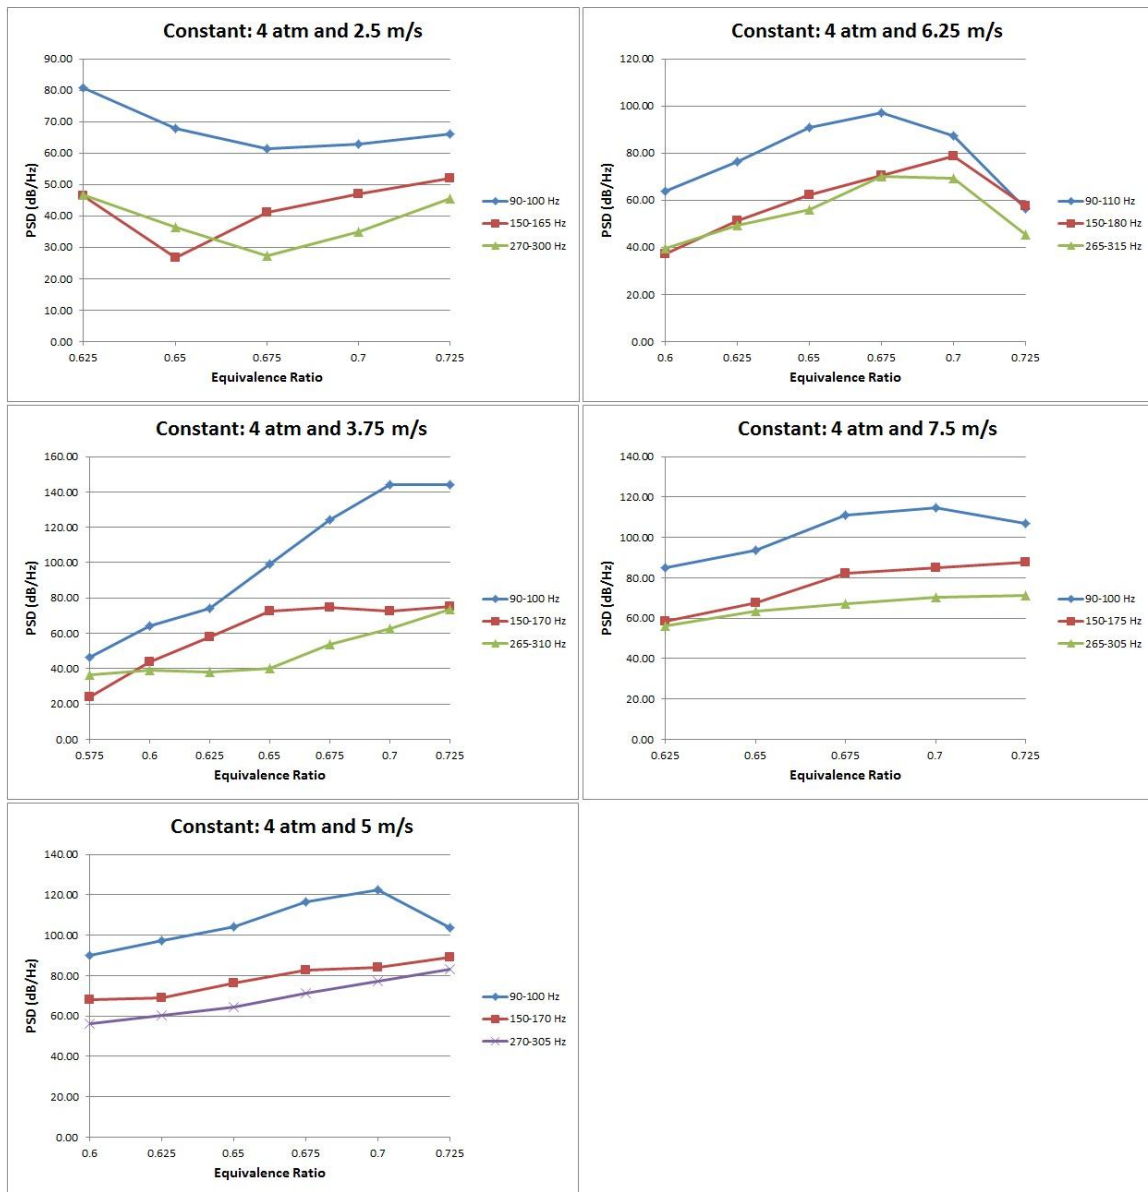 Constant: 4 atm and 2.5 m/s
PSD (dB/Hz)
90.00
80.00
70.00
60.00
50.00
40.00
30.00
20.00
10.00
0.00
0.625 0.65 0.675 0.7 0.725
Equivalence Ratio
90-100 Hz
150-165 Hz
270-300 Hz
Constant: 4 atm and 6.25 m/s
PSD (dB/Hz)
120.00
100.00
80.00
60.00
40.00
20.00
0.00
0.6 0.625 0.65 0.675 0.7 0.725
Equivalence Ratio
90-110 Hz
150-180 Hz
265-315 Hz
Constant: 4 atm and 3.75 m/s
PSD (dB/Hz)
160.00
140.00
120.00
100.00
80.00
60.00
40.00
20.00
0.00
0.575 0.6 0.625 0.65 0.675 0.7 0.725
Equivalence Ratio
90-100 Hz
150-170 Hz
265-310 Hz
Constant: 4 atm and 7.5 m/s
PSD (dB/Hz)
140.00
120.00
100.00
80.00
60.00
40.00
20.00
0.00
0.625 0.65 0.675 0.7 0.725
Equivalence Ratio
90-100 Hz
150-175 Hz
265-305 Hz
Constant: 4 atm and 5 m/s
PSD (dB/Hz)
140.00
120.00
100.00
80.00
60.00
40.00
20.00
0.00
0.6 0.625 0.65 0.675 0.7 0.725
Equivalence Ratio
90-100 Hz
150-170 Hz
270-305 Hz